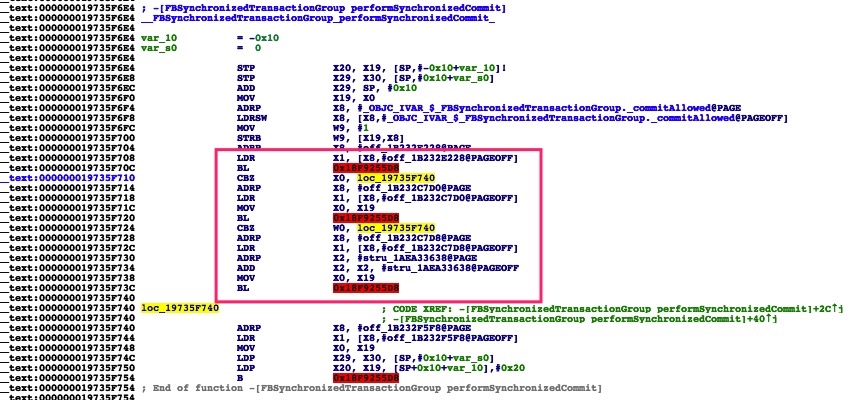 __text:000000019735F6E4 ; -[FBSynchronizedTransactionGroup performSynchronizedCommit]
__text:000000019735F6E4 __FBSynchronizedTransactionGroup_performSynchronizedCommit_
__text:000000019735F6E4
__text:000000019735F6E4 var_10 = -0x10
__text:000000019735F6E4 var_s0 = 0
__text:000000019735F6E4
__text:000000019735F6E4 STP X20, X19, [SP,#-0x10+var_10]!
__text:000000019735F6E8 STP X29, X30, [SP,#0x10+var_s0]
__text:000000019735F6EC ADD X29, SP, #0x10
__text:000000019735F6F0 MOV X19, X0
__text:000000019735F6F4 ADRP X8, #_OBJC_IVAR_$_FBSynchronizedTransactionGroup._commitAllowed@PAGE
__text:000000019735F6F8 LDRSW X8, [X8,#_OBJC_IVAR_$_FBSynchronizedTransactionGroup._commitAllowed@PAGEOFF]
__text:000000019735F6FC MOV W9, #1
__text:000000019735F700 STRB W9, [X19,X8]
__text:000000019735F704 ADRP X8, #off_1B232E228@PAGE
__text:000000019735F708 LDR X1, [X8,#off_1B232E228@PAGEOFF]
__text:000000019735F70C BL 0x18F9255D8
__text:000000019735F710 CBZ X0, loc_19735F740
__text:000000019735F714 ADRP X8, #off_1B232C7D0@PAGE
__text:000000019735F718 LDR X1, [X8,#off_1B232C7D0@PAGEOFF]
__text:000000019735F71C MOV X0, X19
__text:000000019735F720 BL 0x18F9255D8
__text:000000019735F724 CBZ W0, loc_19735F740
__text:000000019735F728 ADRP X8, #off_1B232C7D8@PAGE
__text:000000019735F72C LDR X1, [X8,#off_1B232C7D8@PAGEOFF]
__text:000000019735F730 ADRP X2, #stru_1AEA33638@PAGE
__text:000000019735F734 ADD X2, X2, #stru_1AEA33638@PAGEOFF
__text:000000019735F738 MOV X0, X19
__text:000000019735F73C BL 0x18F9255D8
__text:000000019735F740
__text:000000019735F740 loc_19735F740 ; CODE XREF: -[FBSynchronizedTransactionGroup performSynchronizedCommit]+2C↑j
__text:000000019735F740 ; -[FBSynchronizedTransactionGroup performSynchronizedCommit]+40↑j
__text:000000019735F740 ADRP X8, #off_1B232F5F8@PAGE
__text:000000019735F744 LDR X1, [X8,#off_1B232F5F8@PAGEOFF]
__text:000000019735F748 MOV X0, X19
__text:000000019735F74C LDP X29, X30, [SP,#0x10+var_s0]
__text:000000019735F750 LDP X20, X19, [SP+0x10+var_10],#0x20
__text:000000019735F754 B 0x18F9255D8
__text:000000019735F754 ; End of function -[FBSynchronizedTransactionGroup performSynchronizedCommit]
__text:000000019735F754